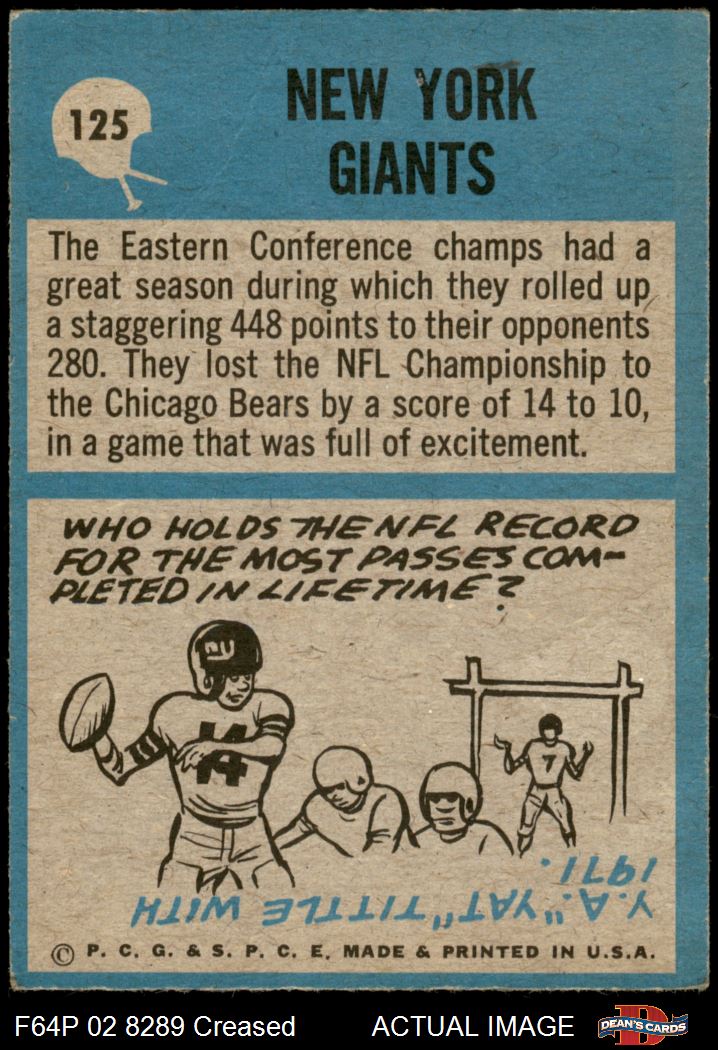 125
NEW YORK
GIANTS
The Eastern Conference champs had a
great season during which they rolled up
a staggering 448 points to their opponents
280. They lost the NFL Championship to
the Chicago Bears by a score of 14 to 10,
in a game that was full of excitement.
WHO HOLDS THE NFL RECORD
FOR THE MOST PASSES COM-
PLETED IN LIFETIME?
NY
14
7
Y.A. "YAT" TITTLE WITH
1971.
© P. C. G. & S. P. C. E. MADE & PRINTED IN U.S.A.
F64P 02 8289 Creased
ACTUAL IMAGE
D
DEAN'S CARDS